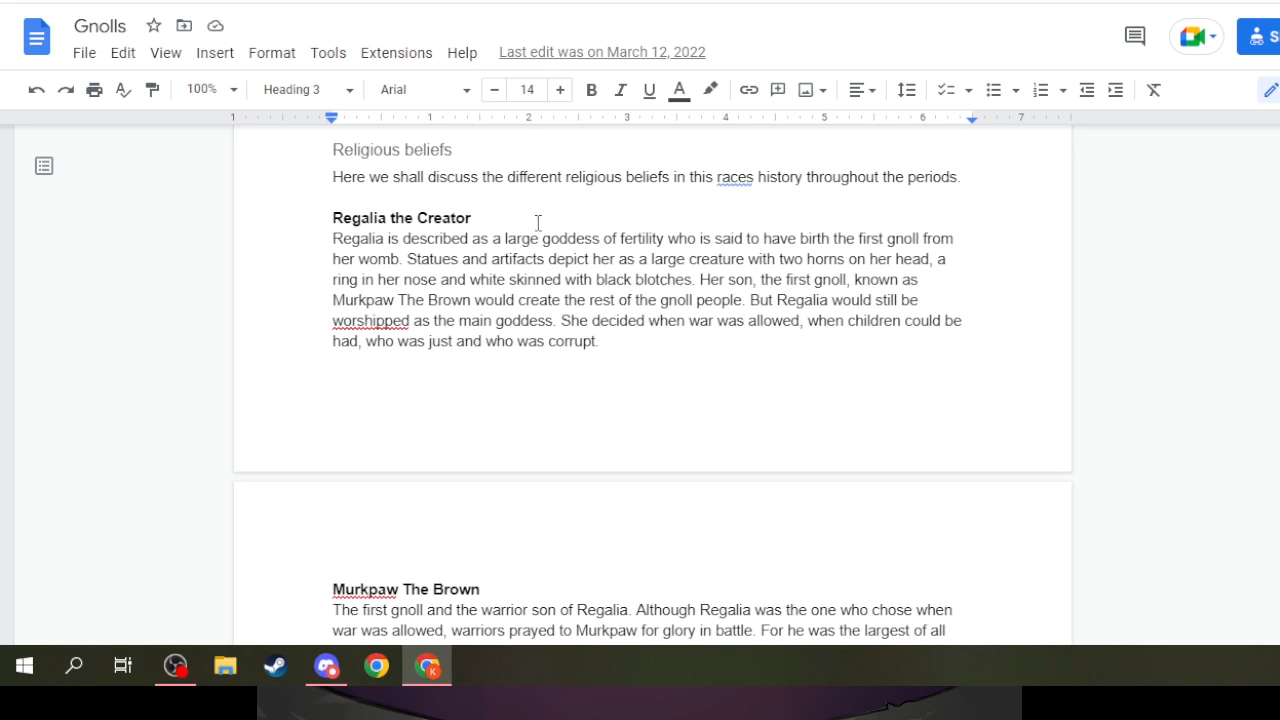 Gnolls
File Edit View Insert Format Tools Extensions Help Last edit was on March 12, 2022
S
100% Heading 3 Arial 14 B I U A
1 1 2 3 4 5 6 7
Religious beliefs
Here we shall discuss the different religious beliefs in this races history throughout the periods.
Regalia the Creator
Regalia is described as a large goddess of fertility who is said to have birth the first gnoll from
her womb. Statues and artifacts depict her as a large creature with two horns on her head, a
ring in her nose and white skinned with black blotches. Her son, the first gnoll, known as
Murkpaw The Brown would create the rest of the gnoll people. But Regalia would still be
worshipped as the main goddess. She decided when war was allowed, when children could be
had, who was just and who was corrupt.
Murkpaw The Brown
The first gnoll and the warrior son of Regalia. Although Regalia was the one who chose when
war was allowed, warriors prayed to Murkpaw for glory in battle. For he was the largest of all
K